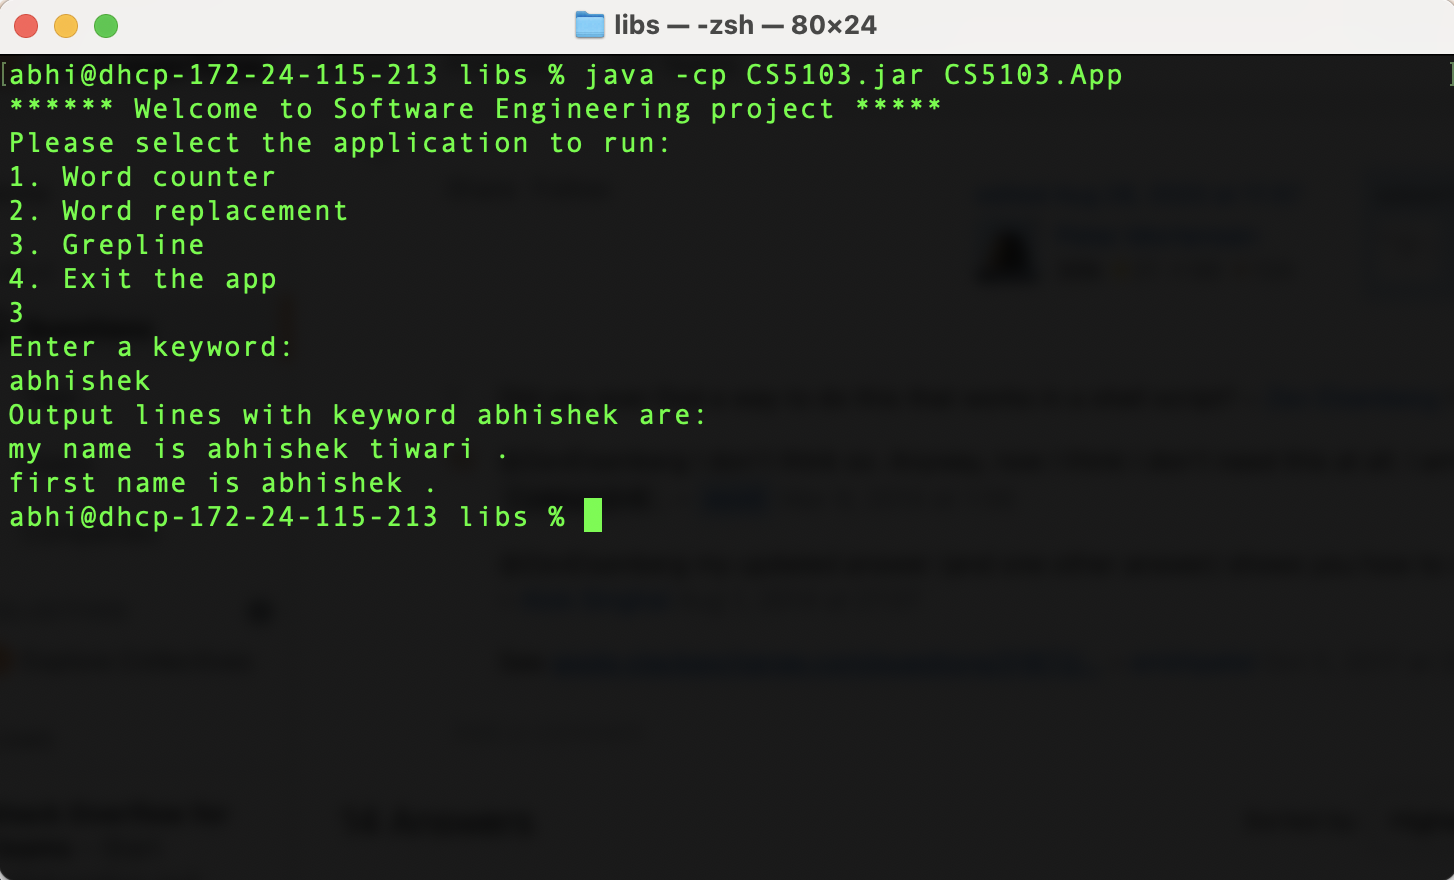 libs — -zsh — 80×24
abhi@dhcp-172-24-115-213 libs % java -cp CS5103.jar CS5103.App
****** Welcome to Software Engineering project *****
Please select the application to run:
1. Word counter
2. Word replacement
3. Grepline
4. Exit the app
3
Enter a keyword:
abhishek
Output lines with keyword abhishek are:
my name is abhishek tiwari .
first name is abhishek .
abhi@dhcp-172-24-115-213 libs %